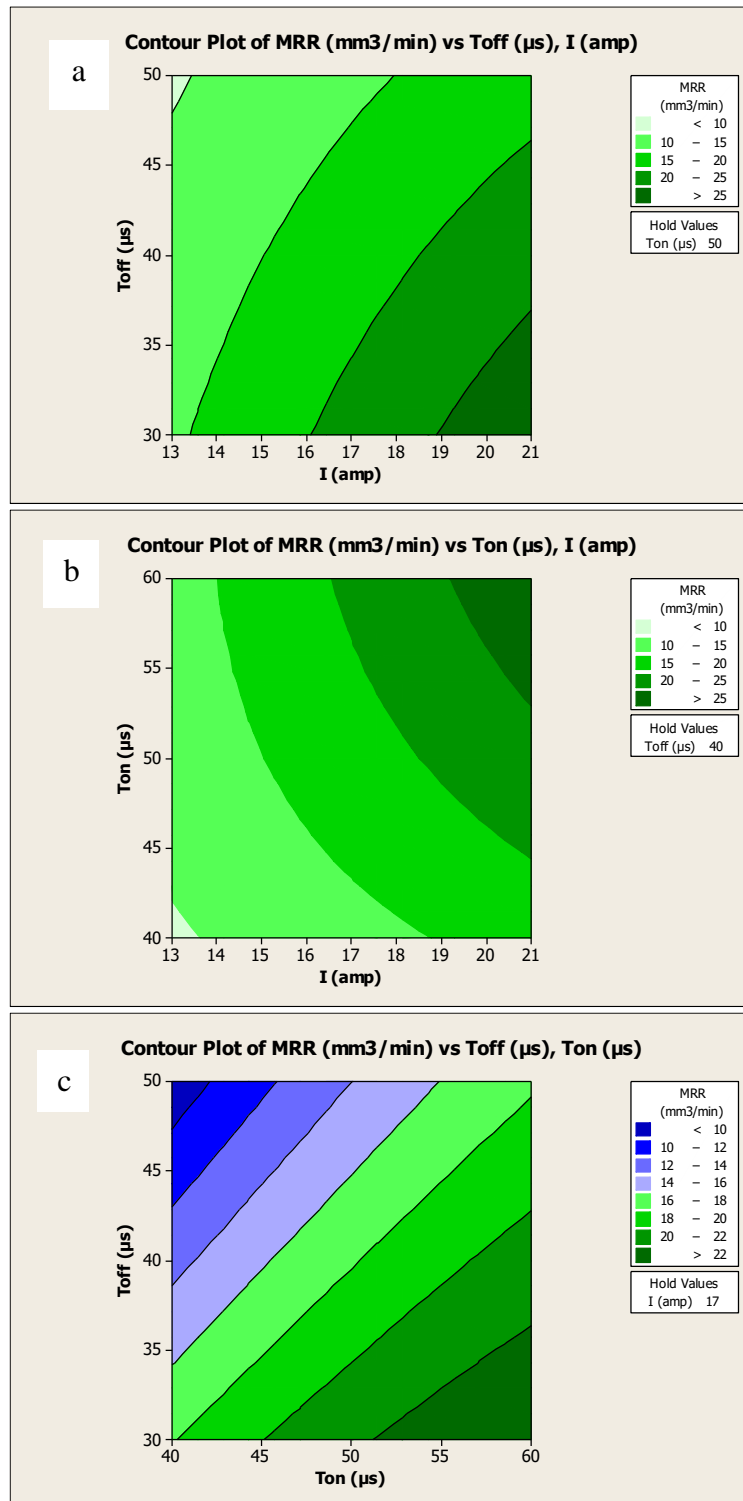 a
Contour Plot of MRR (mm3/min) vs Toff (µs), I (amp)
50
45
40
35
30
Toff (µs)
13 14 15 16 17 18 19 20 21
I (amp)
MRR
(mm3/min)
< 10
10 – 15
15 – 20
20 – 25
> 25
Hold Values
Ton (µs) 50
b
Contour Plot of MRR (mm3/min) vs Ton (µs), I (amp)
60
55
50
45
40
Ton (µs)
13 14 15 16 17 18 19 20 21
I (amp)
MRR
(mm3/min)
< 10
10 – 15
15 – 20
20 – 25
> 25
Hold Values
Toff (µs) 40
c
Contour Plot of MRR (mm3/min) vs Toff (µs), Ton (µs)
50
45
40
35
30
Toff (µs)
40 45 50 55 60
Ton (µs)
MRR
(mm3/min)
< 10
10 – 12
12 – 14
14 – 16
16 – 18
18 – 20
20 – 22
> 22
Hold Values
I (amp) 17